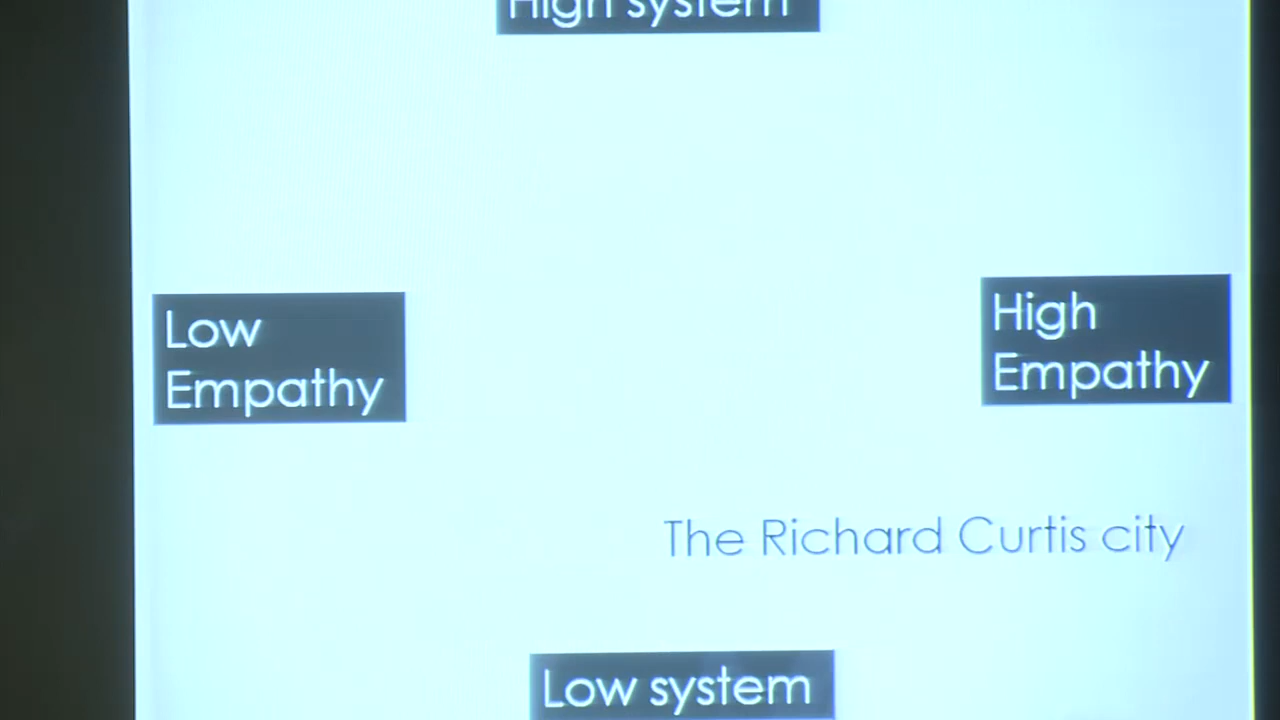 High system
Low
Empathy
High
Empathy
The Richard Curtis city
Low system